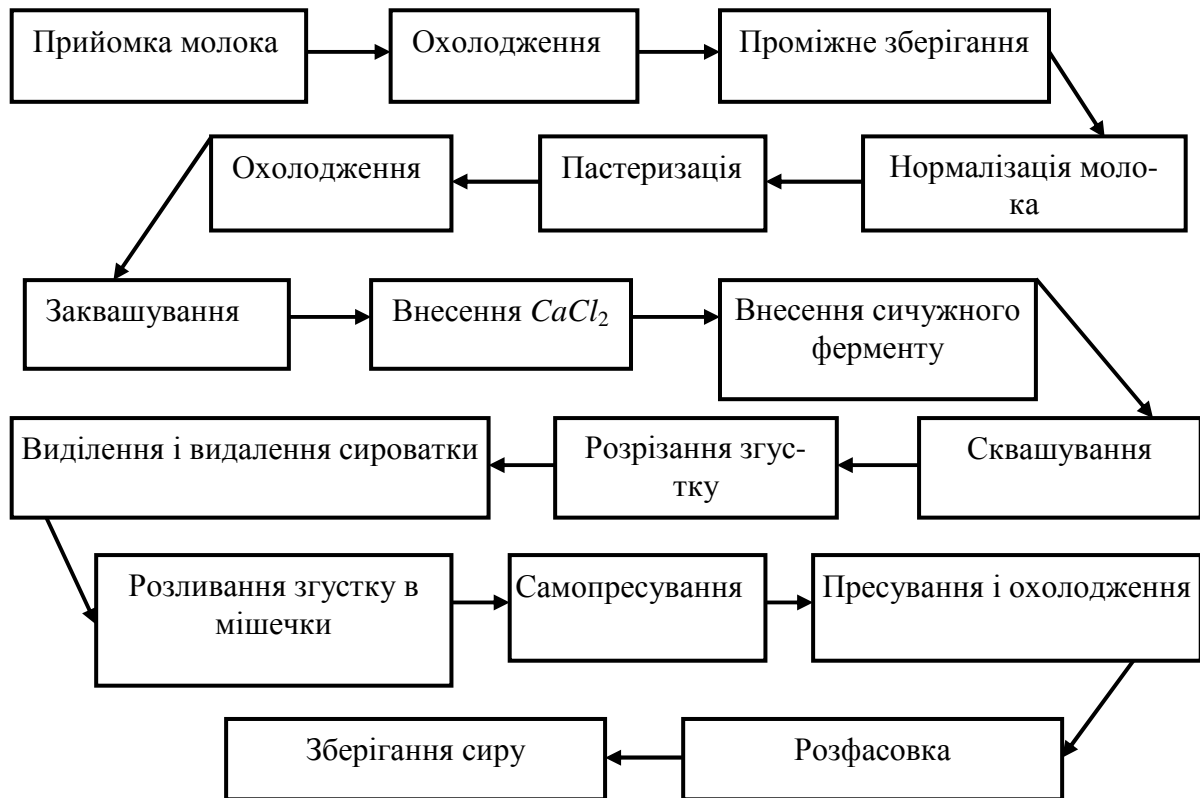 Прийомка молока
Охолодження
Проміжне зберігання
Нормалізація моло-
ка
Пастеризація
Охолодження
Заквашування
Внесення CaCl₂
Внесення сичужного
ферменту
Сквашування
Розрізання згус-
тку
Виділення і видалення сироватки
Розливання згустку в
мішечки
Самопресування
Пресування і охолодження
Розфасовка
Зберігання сиру